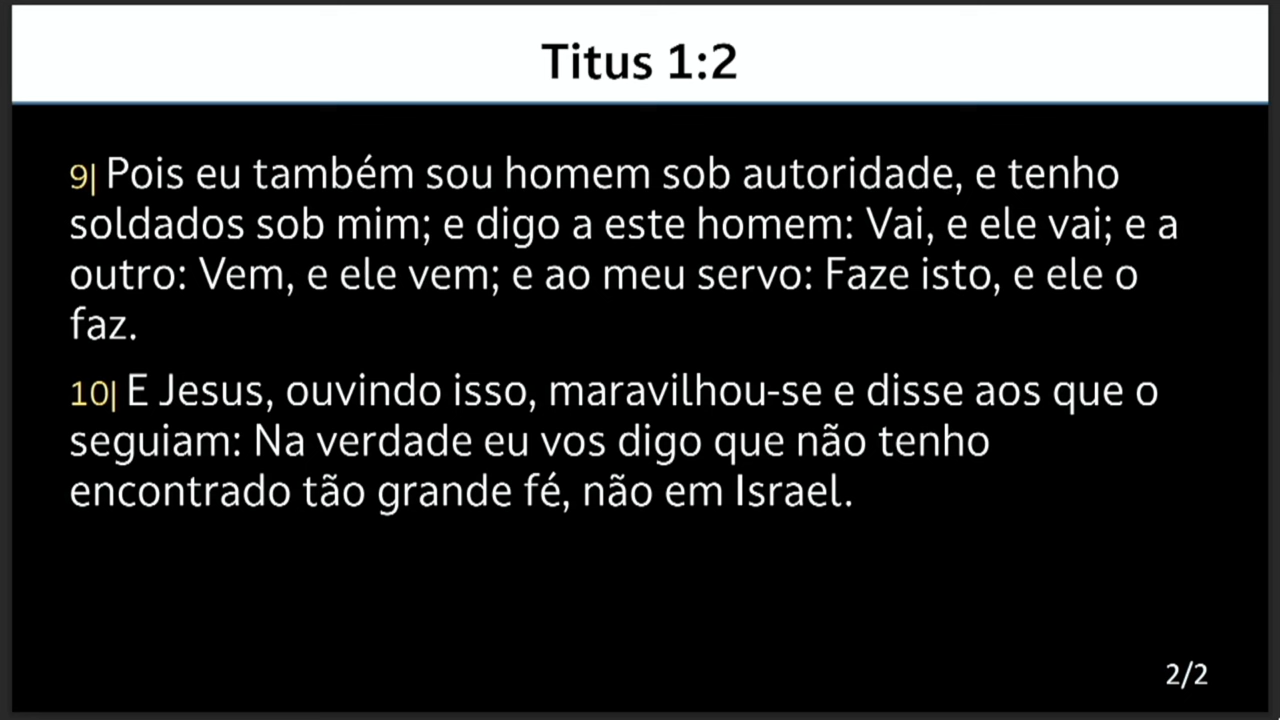 Titus 1:2
9| Pois eu também sou homem sob autoridade, e tenho
soldados sob mim; e digo a este homem: Vai, e ele vai; e a
outro: Vem, e ele vem; e ao meu servo: Faze isto, e ele o
faz.
10| E Jesus, ouvindo isso, maravilhou-se e disse aos que o
seguiam: Na verdade eu vos digo que não tenho
encontrado tão grande fé, não em Israel.
2/2